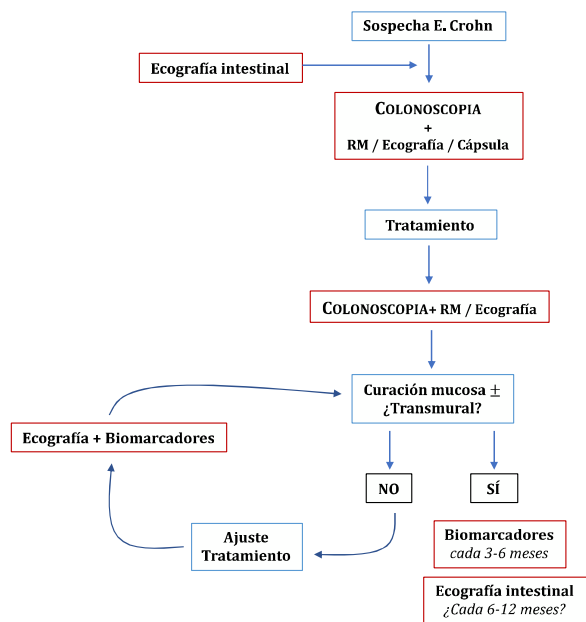 Sospecha E. Crohn
Ecografía intestinal
COLONOSCOPIA
+
RM / Ecografía / Cápsula
Tratamiento
COLONOSCOPIA+ RM / Ecografía
Curación mucosa ±
¿Transmural?
Ecografía + Biomarcadores
NO
SÍ
Ajuste
Tratamiento
Biomarcadores
cada 3-6 meses
Ecografía intestinal
¿Cada 6-12 meses?